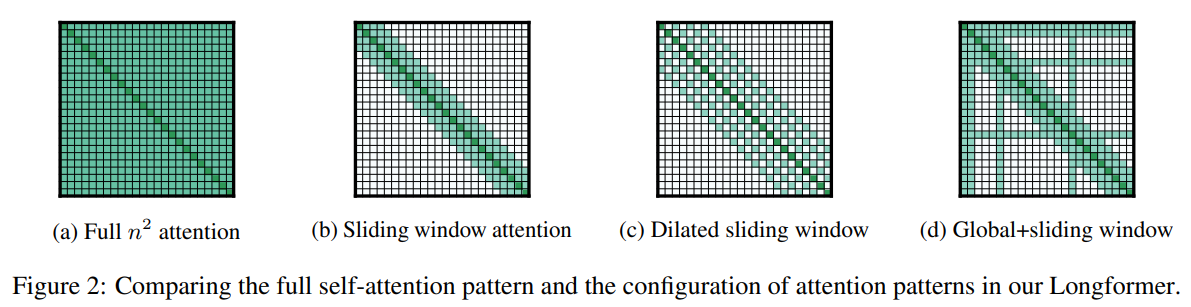 (a) Full n² attention
(b) Sliding window attention
(c) Dilated sliding window
(d) Global+sliding window
Figure 2: Comparing the full self-attention pattern and the configuration of attention patterns in our Longformer.